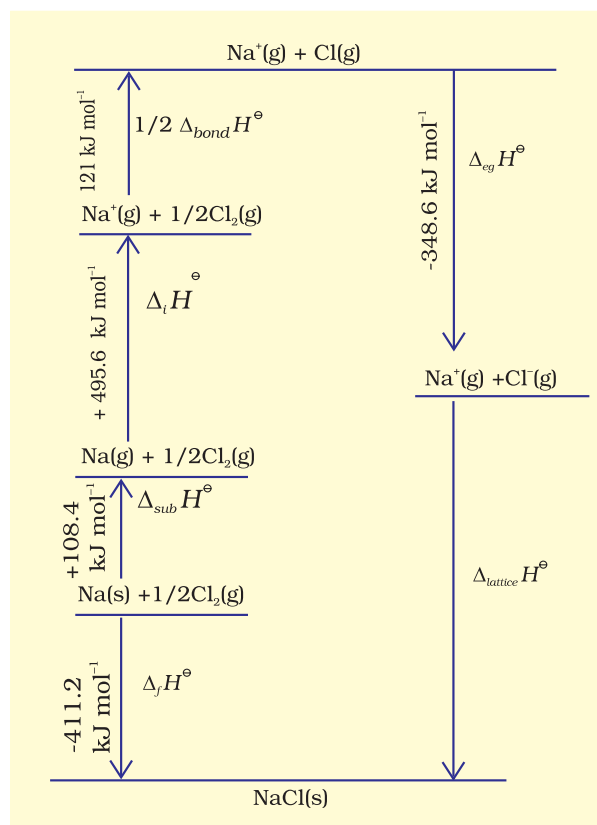 Na⁺(g) + Cl(g)
121 kJ mol⁻¹
1/2 Δbond H⊖
-348.6 kJ mol⁻¹
Δeg H⊖
Na⁺(g) + 1/2Cl₂(g)
+ 495.6 kJ mol⁻¹
Δi H⊖
Na⁺(g) +Cl⁻(g)
Na(g) + 1/2Cl₂(g)
+108.4
kJ mol⁻¹
Δsub H⊖
Na(s) +1/2Cl₂(g)
Δlattice H⊖
-411.2
kJ mol⁻¹
Δf H⊖
NaCl(s)